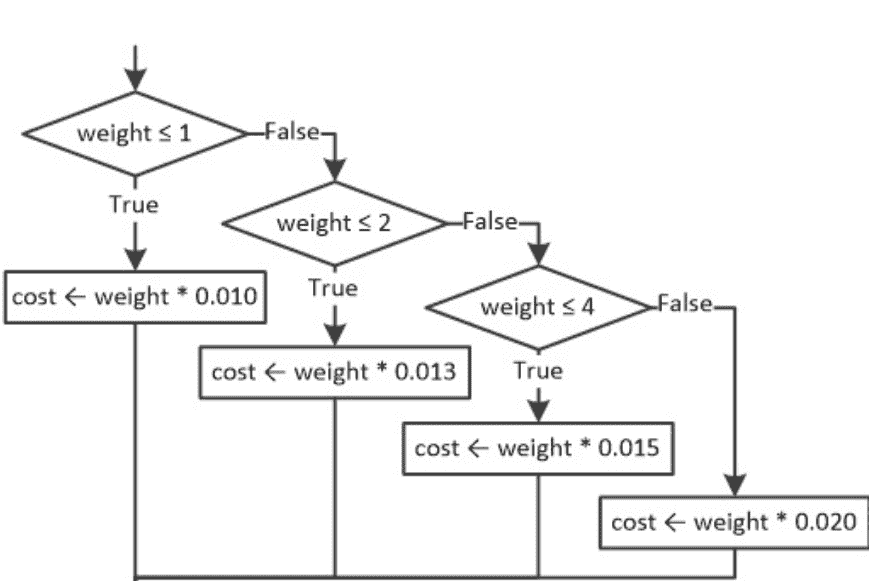 weight ≤ 1
False
True
weight ≤ 2
False
cost ← weight * 0.010
True
weight ≤ 4
False
cost ← weight * 0.013
True
cost ← weight * 0.015
cost ← weight * 0.020